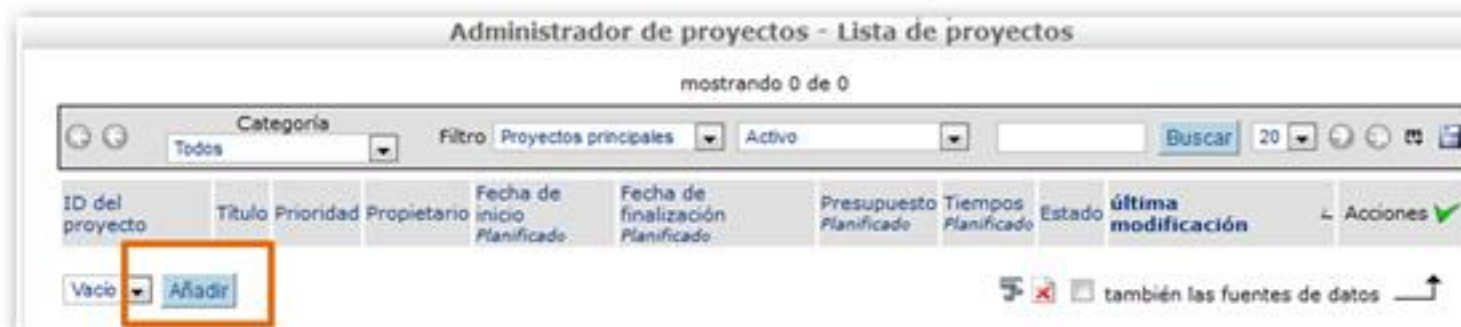 Administrador de proyectos - Lista de proyectos
mostrando 0 de 0
Categoría
Todos
Filtro Proyectos principales Activo Buscar 20
ID del proyecto Título Prioridad Propietario Fecha de inicio Planificado Fecha de finalización Planificado Presupuesto Planificado Tiempos Planificado Estado última modificación Acciones
Vacio Añadir también las fuentes de datos